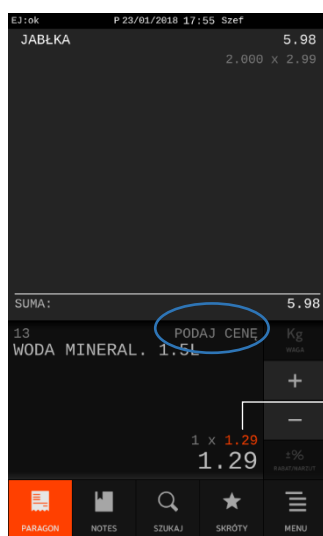 EJ:ok P 23/01/2018 17:55 Szef
JABŁKA 5.98
2.000 x 2.99
SUMA: 5.98
13 PODAJ CENĘ
WODA MINERAL. 1.5L
Kg
WAGA
+
−
1 x 1.29
1.29
±%
RABAT/NARZUT
PARAGON NOTES SZUKAJ SKRÓTY MENU